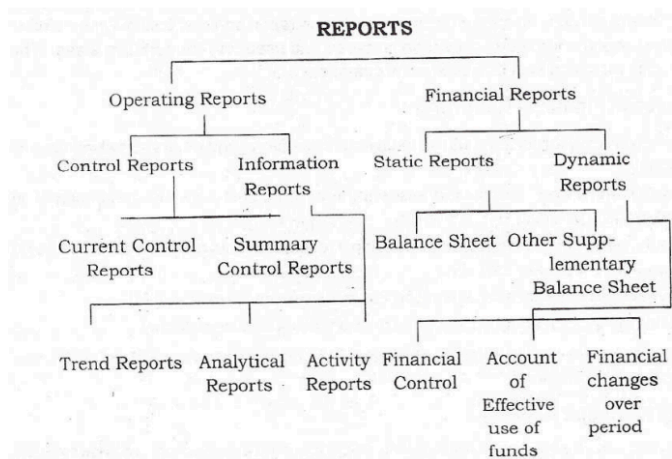 REPORTS
Operating Reports
Financial Reports
Control Reports
Information
Reports
Static Reports
Dynamic
Reports
Current Control
Reports
Summary
Control Reports
Balance Sheet
Other Supp-
lementary
Balance Sheet
Trend Reports
Analytical
Reports
Activity
Reports
Financial
Control
Account
of
Effective
use of
funds
Financial
changes
over
period